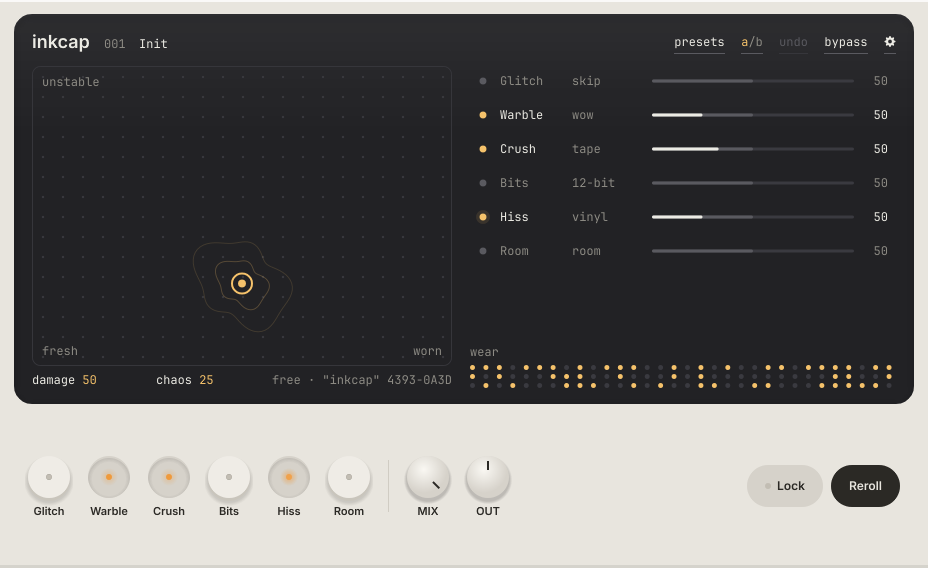 inkcap 001 Init presets a/b undo bypass
unstable
Glitch skip 50
Warble wow 50
Crush tape 50
Bits 12-bit 50
Hiss vinyl 50
Room room 50
fresh worn
wear
damage 50 chaos 25 free · "inkcap" 4393-0A3D
Lock Reroll
Glitch Warble Crush Bits Hiss Room MIX OUT